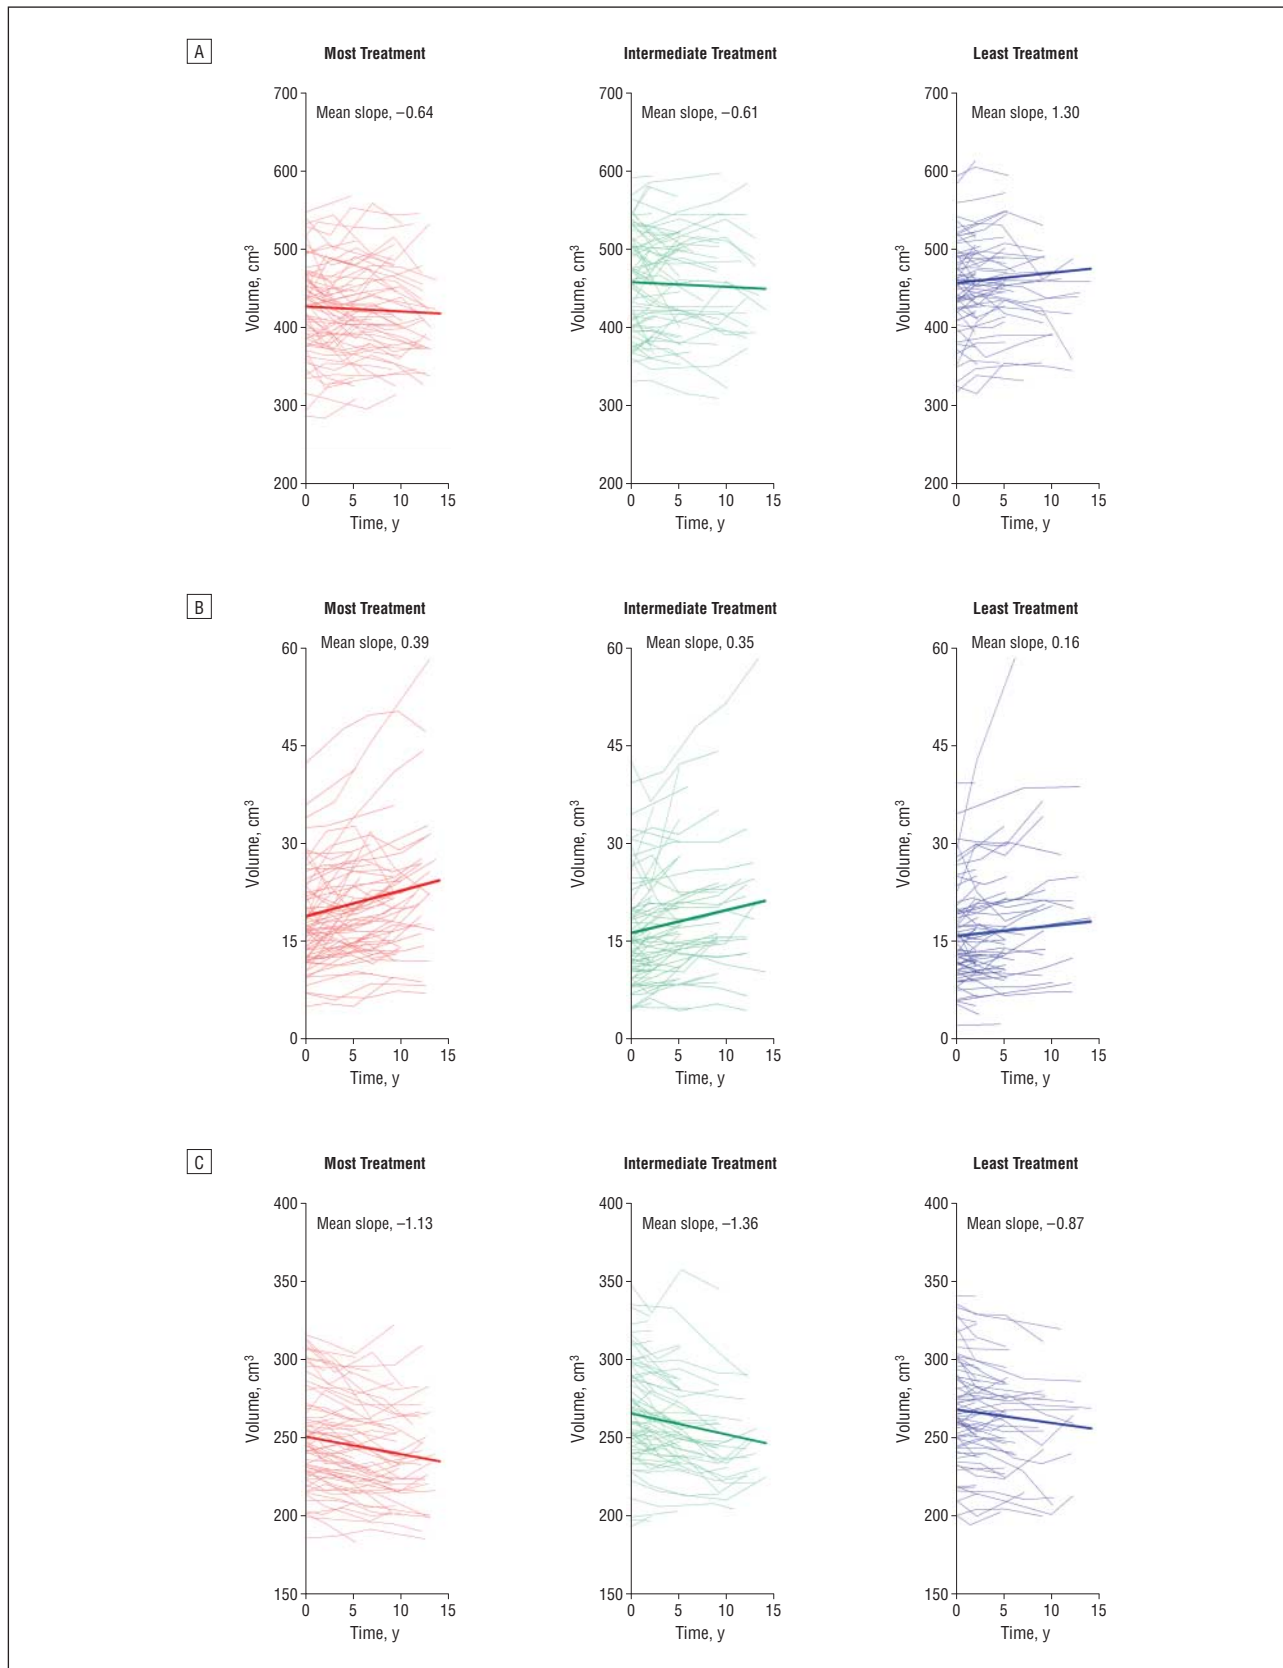 A
Most Treatment
Intermediate Treatment
Least Treatment
Mean slope, –0.64
Mean slope, –0.61
Mean slope, 1.30
700
600
500
400
300
200
Volume, cm³
0 5 10 15
Time, y
700
600
500
400
300
200
Volume, cm³
0 5 10 15
Time, y
700
600
500
400
300
200
Volume, cm³
0 5 10 15
Time, y
B
Most Treatment
Intermediate Treatment
Least Treatment
Mean slope, 0.39
Mean slope, 0.35
Mean slope, 0.16
60
45
30
15
0
Volume, cm³
0 5 10 15
Time, y
60
45
30
15
0
Volume, cm³
0 5 10 15
Time, y
60
45
30
15
0
Volume, cm³
0 5 10 15
Time, y
C
Most Treatment
Intermediate Treatment
Least Treatment
Mean slope, –1.13
Mean slope, –1.36
Mean slope, –0.87
400
350
300
250
200
150
Volume, cm³
0 5 10 15
Time, y
400
350
300
250
200
150
Volume, cm³
0 5 10 15
Time, y
400
350
300
250
200
150
Volume, cm³
0 5 10 15
Time, y